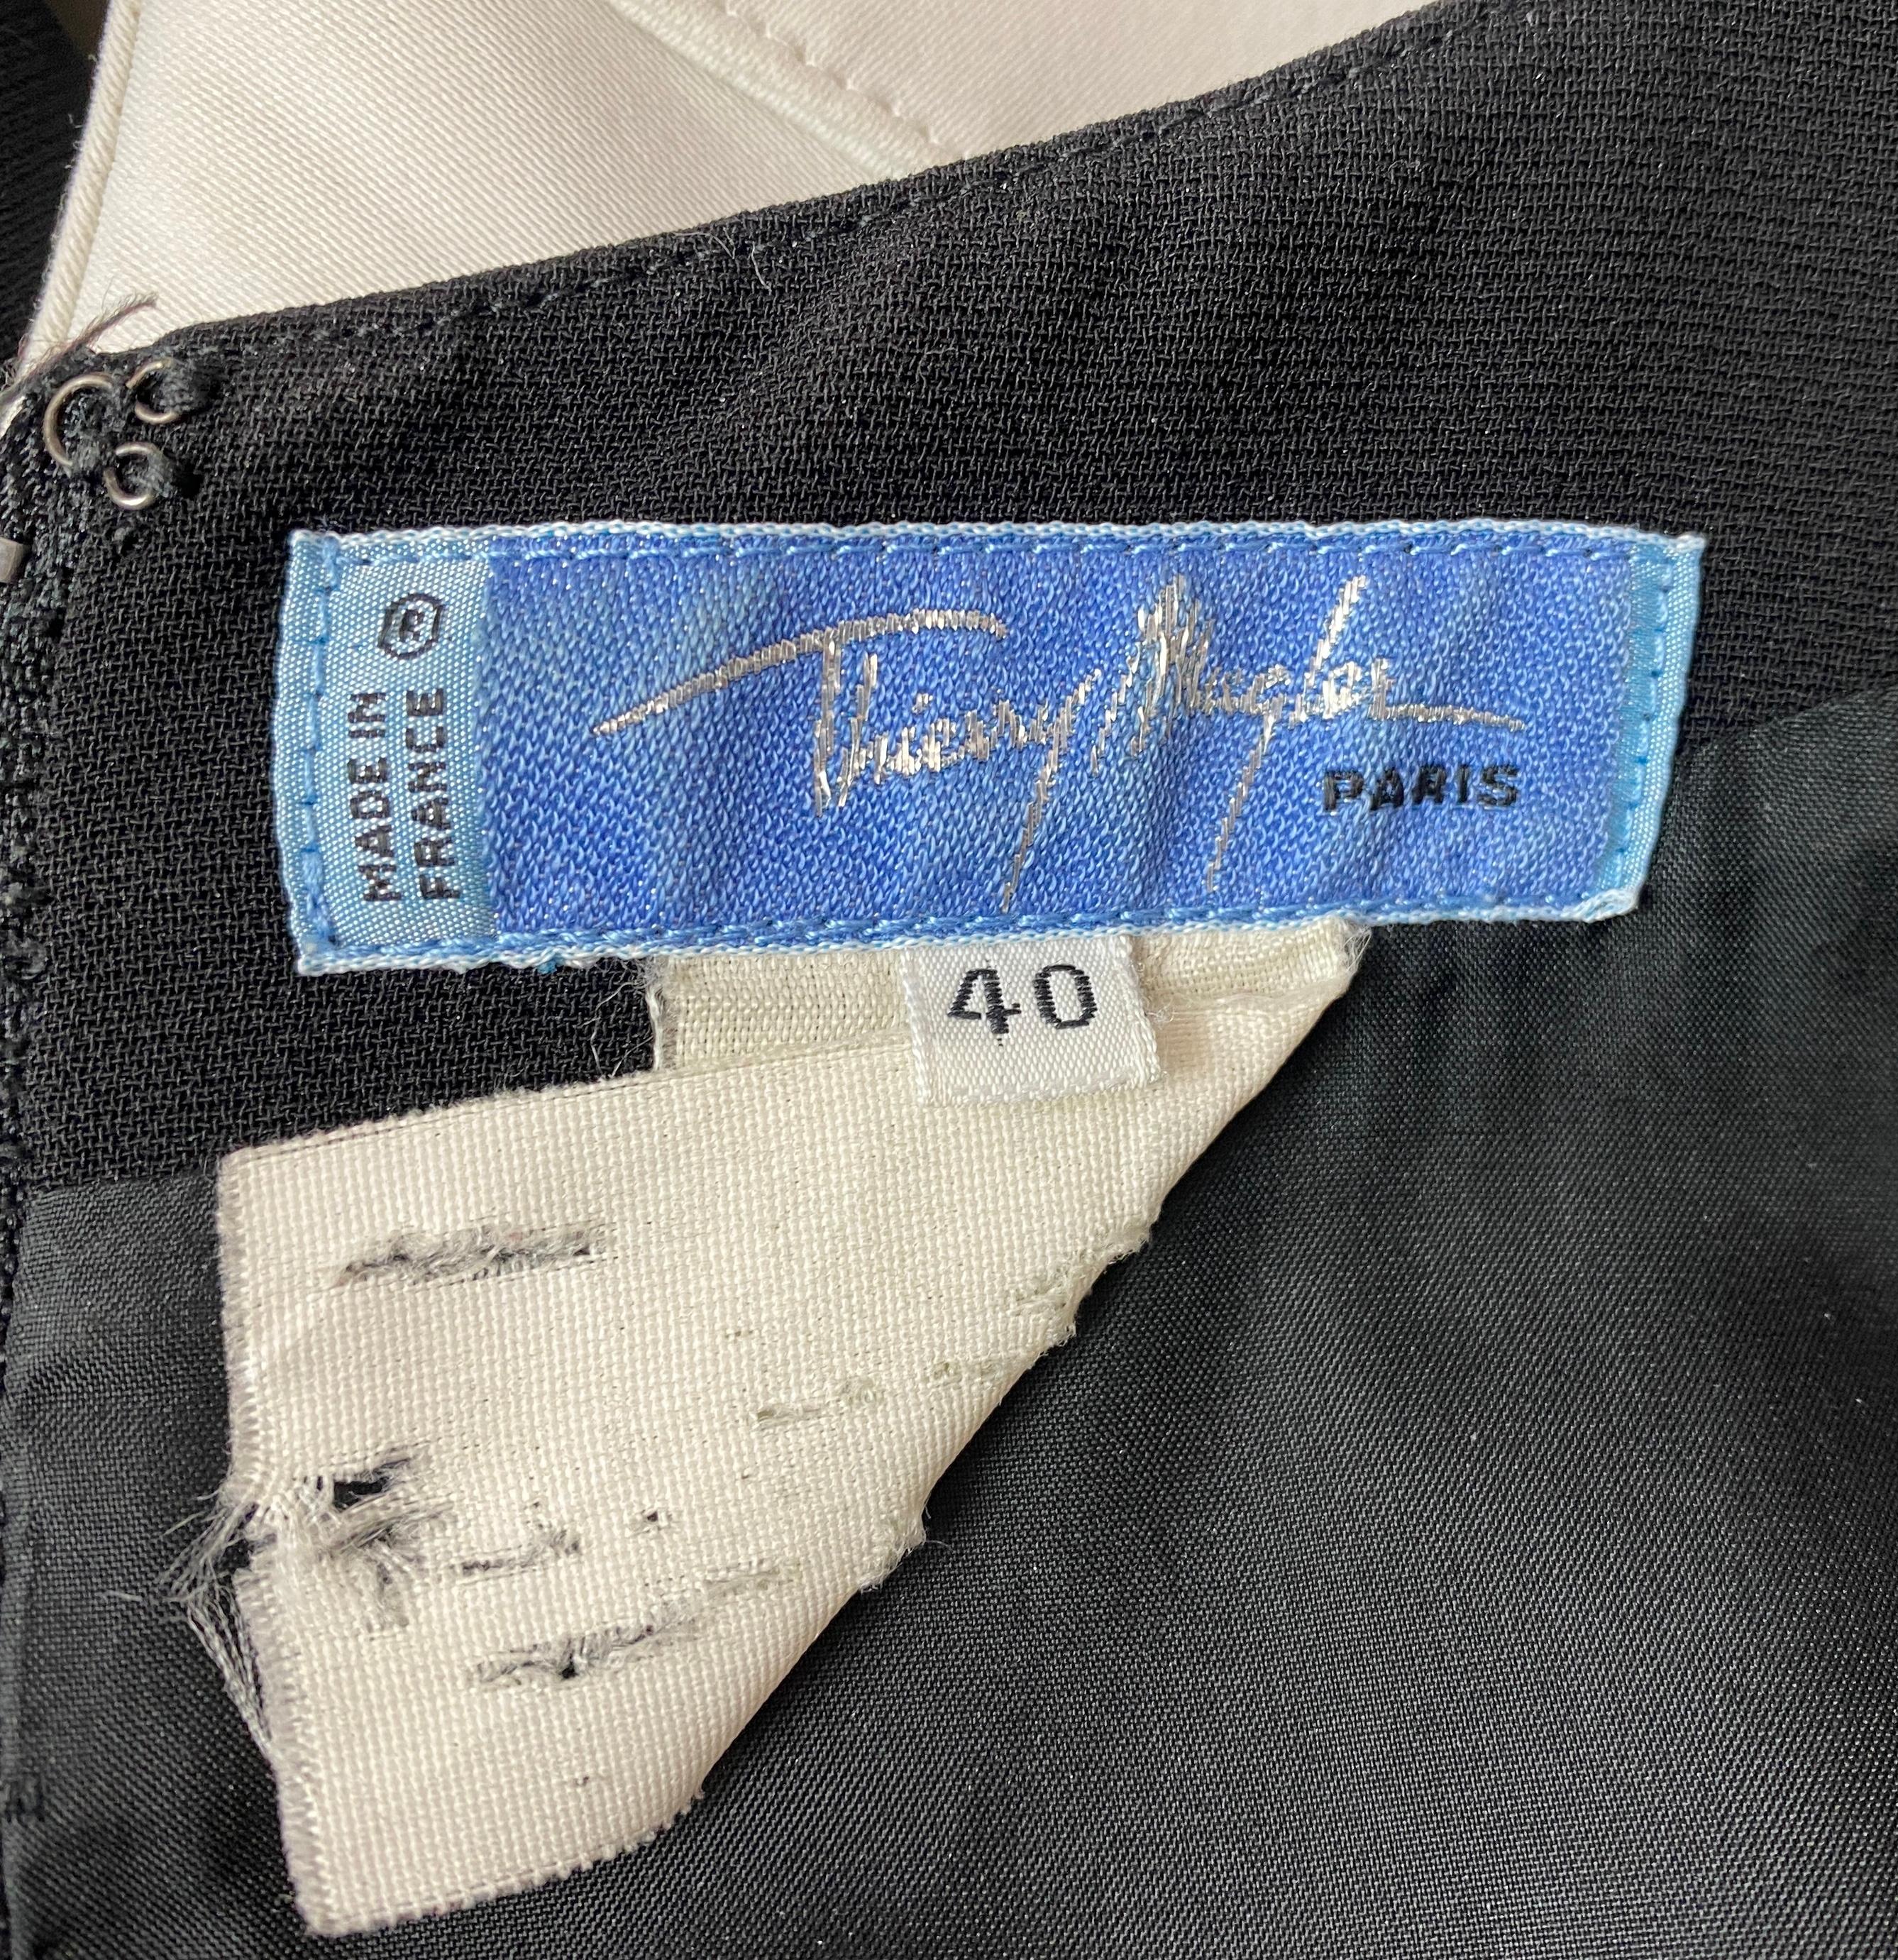 MADE IN
FRANCE ®
Thierry Mugler
PARIS
40